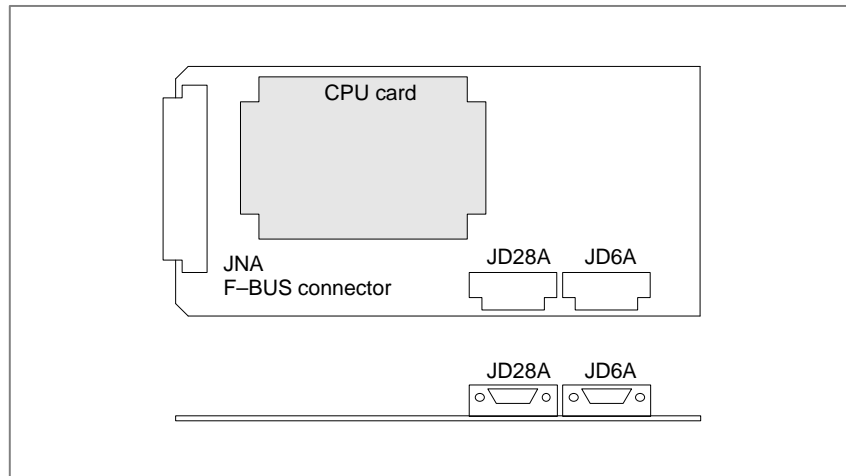 CPU card
JNA
F–BUS connector
JD28A
JD6A
JD28A
JD6A